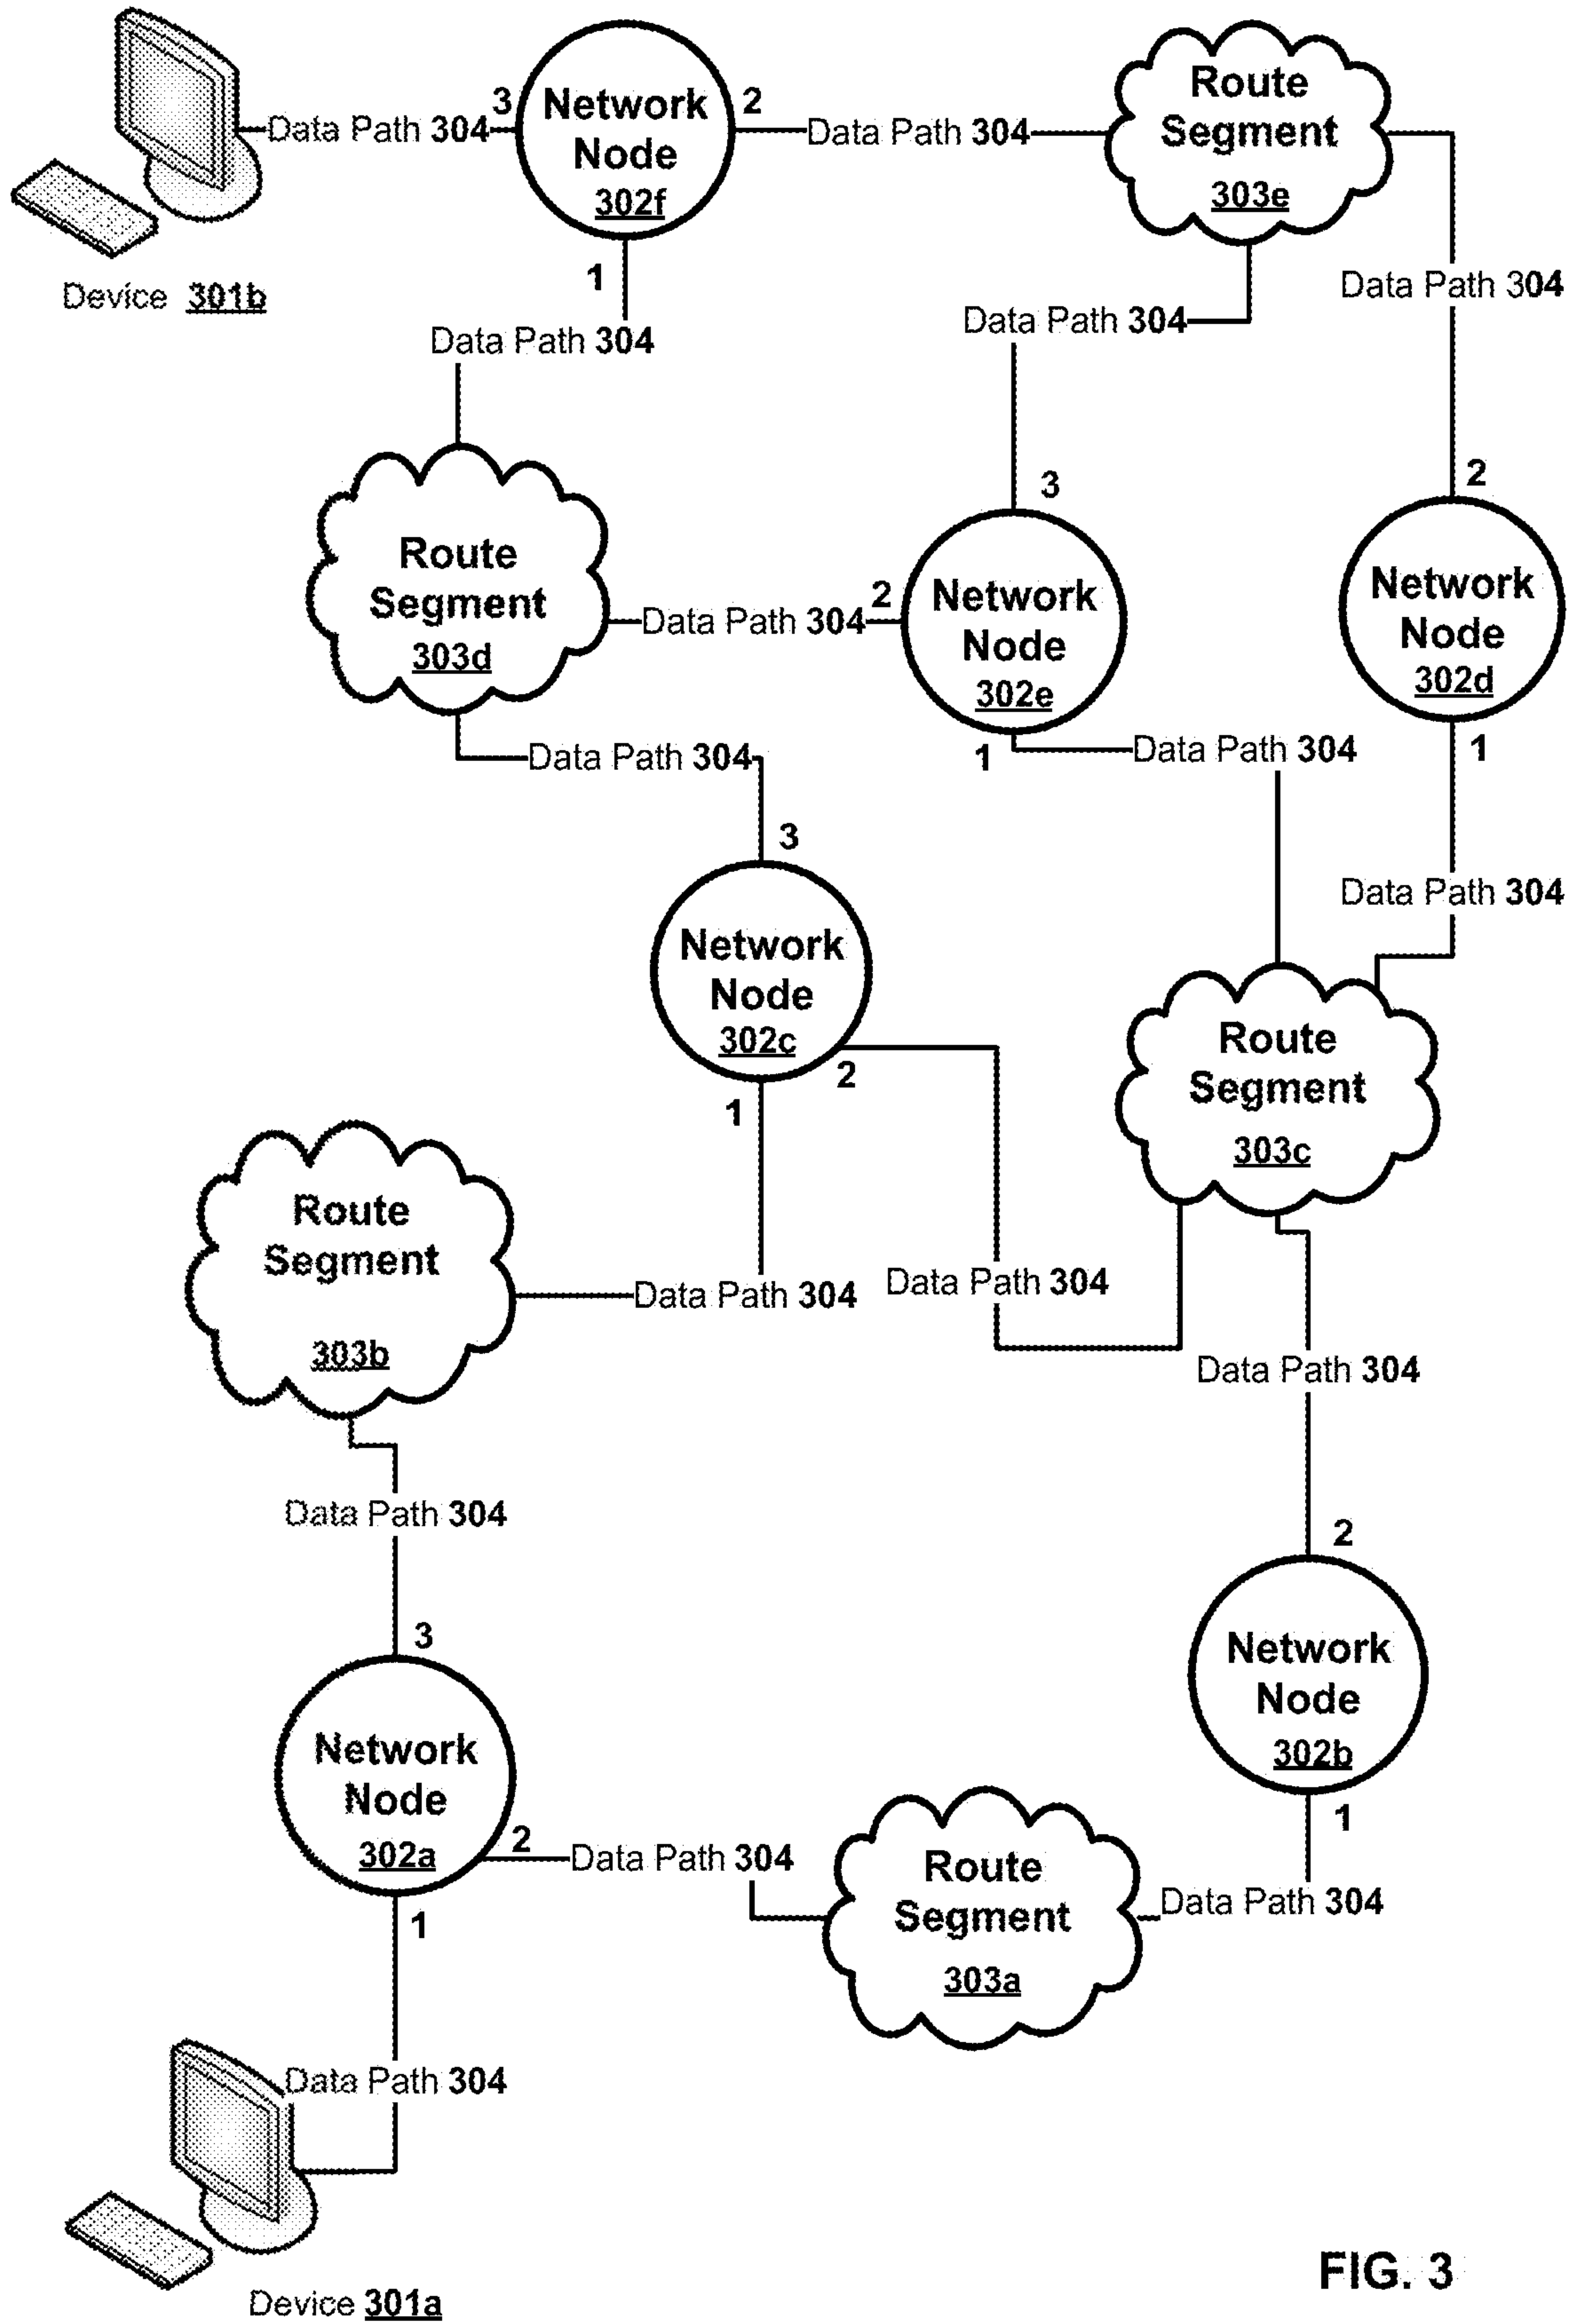 Data Path 304
3
Network
Node
302f
2
Data Path 304
Route
Segment
303e
1
Device 301b
Data Path 304
Data Path 304
Data Path 304
Route
Segment
303d
Data Path 304
2
3
Network
Node
302e
1
2
Network
Node
302d
1
Data Path 304
Data Path 304
3
Network
Node
302c
2
1
Data Path 304
Route
Segment
303c
Route
Segment
303b
Data Path 304
Data Path 304
Data Path 304
Data Path 304
3
2
Network
Node
302b
1
Network
Node
302a
2
Data Path 304
Route
Segment
303a
Data Path 304
1
Data Path 304
Device 301a
FIG. 3